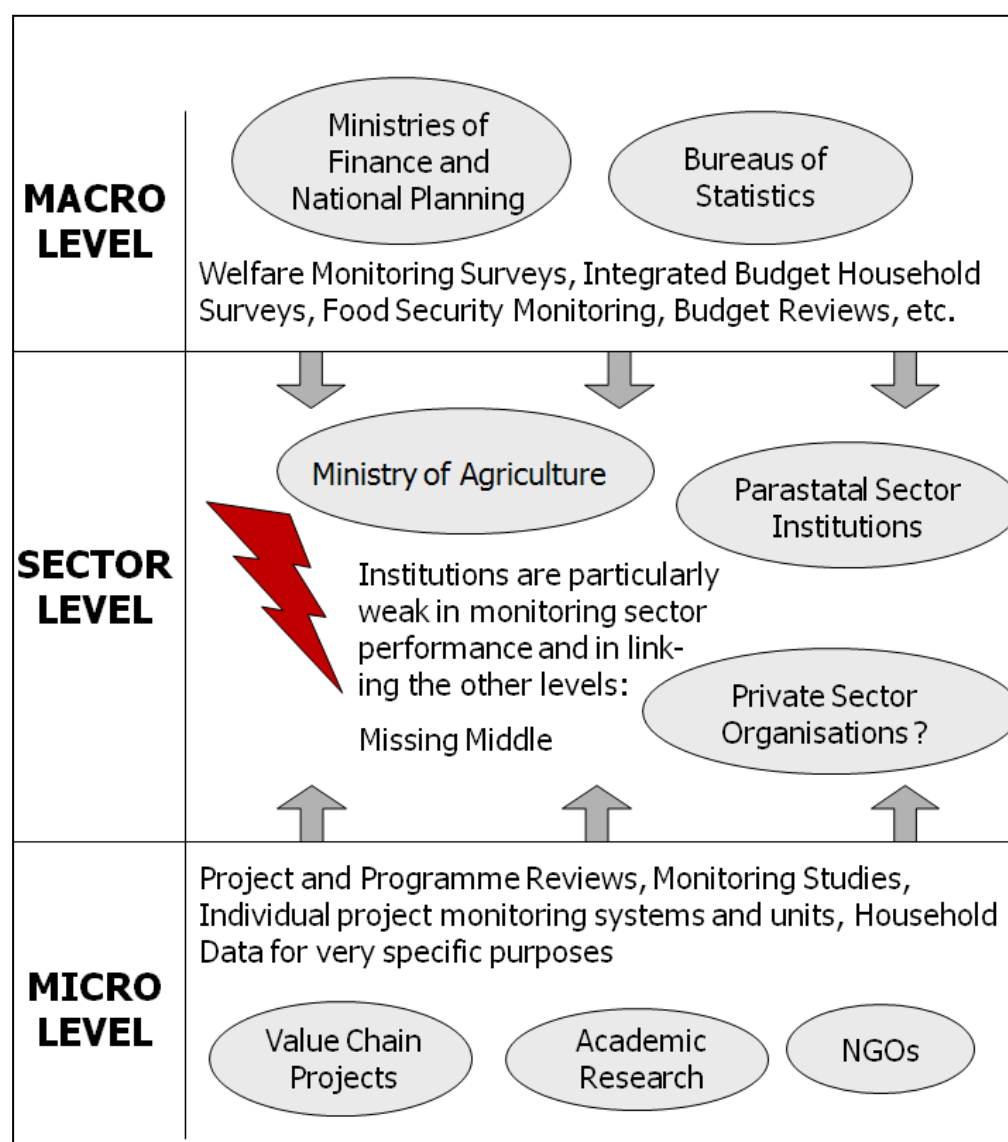 MACRO
LEVEL
Ministries of
Finance and
National Planning
Bureaus of
Statistics
Welfare Monitoring Surveys, Integrated Budget Household
Surveys, Food Security Monitoring, Budget Reviews, etc.
SECTOR
LEVEL
Ministry of Agriculture
Parastatal Sector
Institutions
Institutions are particularly
weak in monitoring sector
performance and in link-
ing the other levels:
Missing Middle
Private Sector
Organisations ?
MICRO
LEVEL
Project and Programme Reviews, Monitoring Studies,
Individual project monitoring systems and units, Household
Data for very specific purposes
Value Chain
Projects
Academic
Research
NGOs